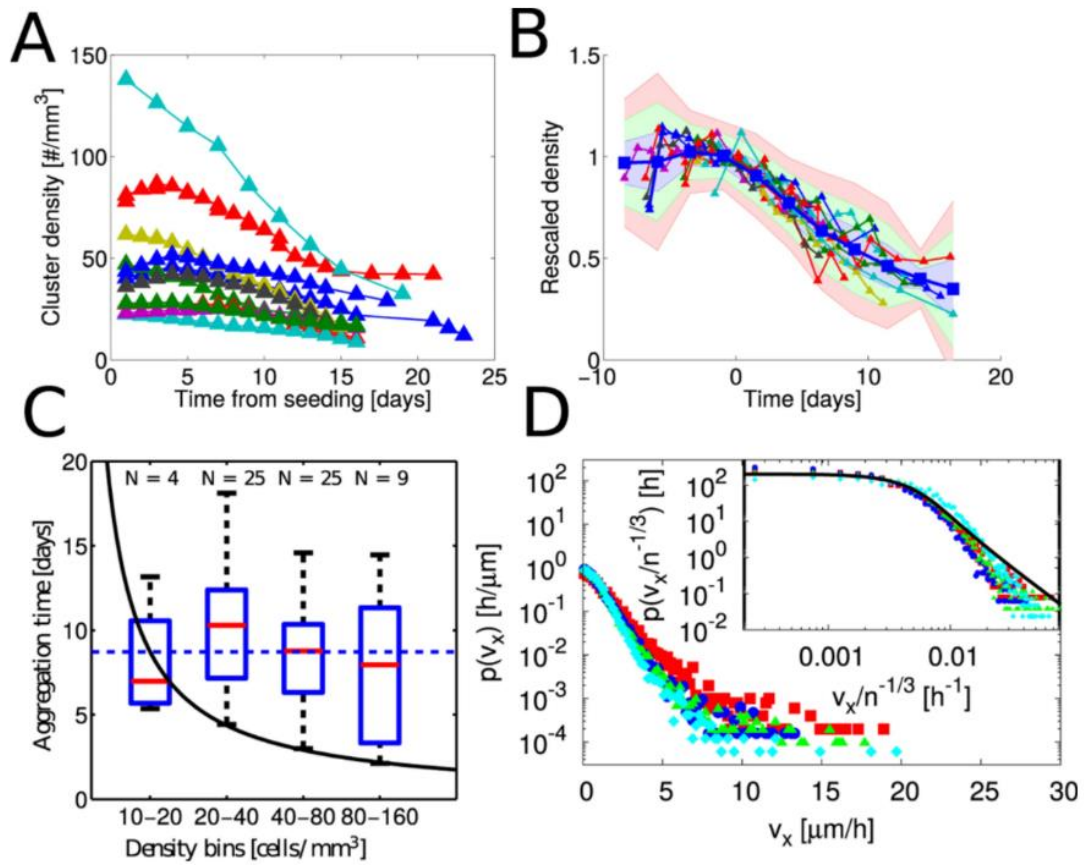 A
Cluster density [#/mm³]
150
100
50
0
0 5 10 15 20 25
Time from seeding [days]
B
Rescaled density
1.5
1
0.5
0
−10 0 10 20
Time [days]
C
Aggregation time [days]
20
15
10
5
0
N = 4 N = 25 N = 25 N = 9
10–20 20–40 40–80 80–160
Density bins [cells/mm³]
D
p(vₓ) [h/μm]
10²
10¹
10⁰
10⁻¹
10⁻²
10⁻³
10⁻⁴
0 5 10 15 20 25 30
vₓ [μm/h]
p(vₓ/n⁻¹/³) [h]
10²
10¹
10⁰
10⁻¹
10⁻²
0.001 0.01
vₓ/n⁻¹/³ [h⁻¹]